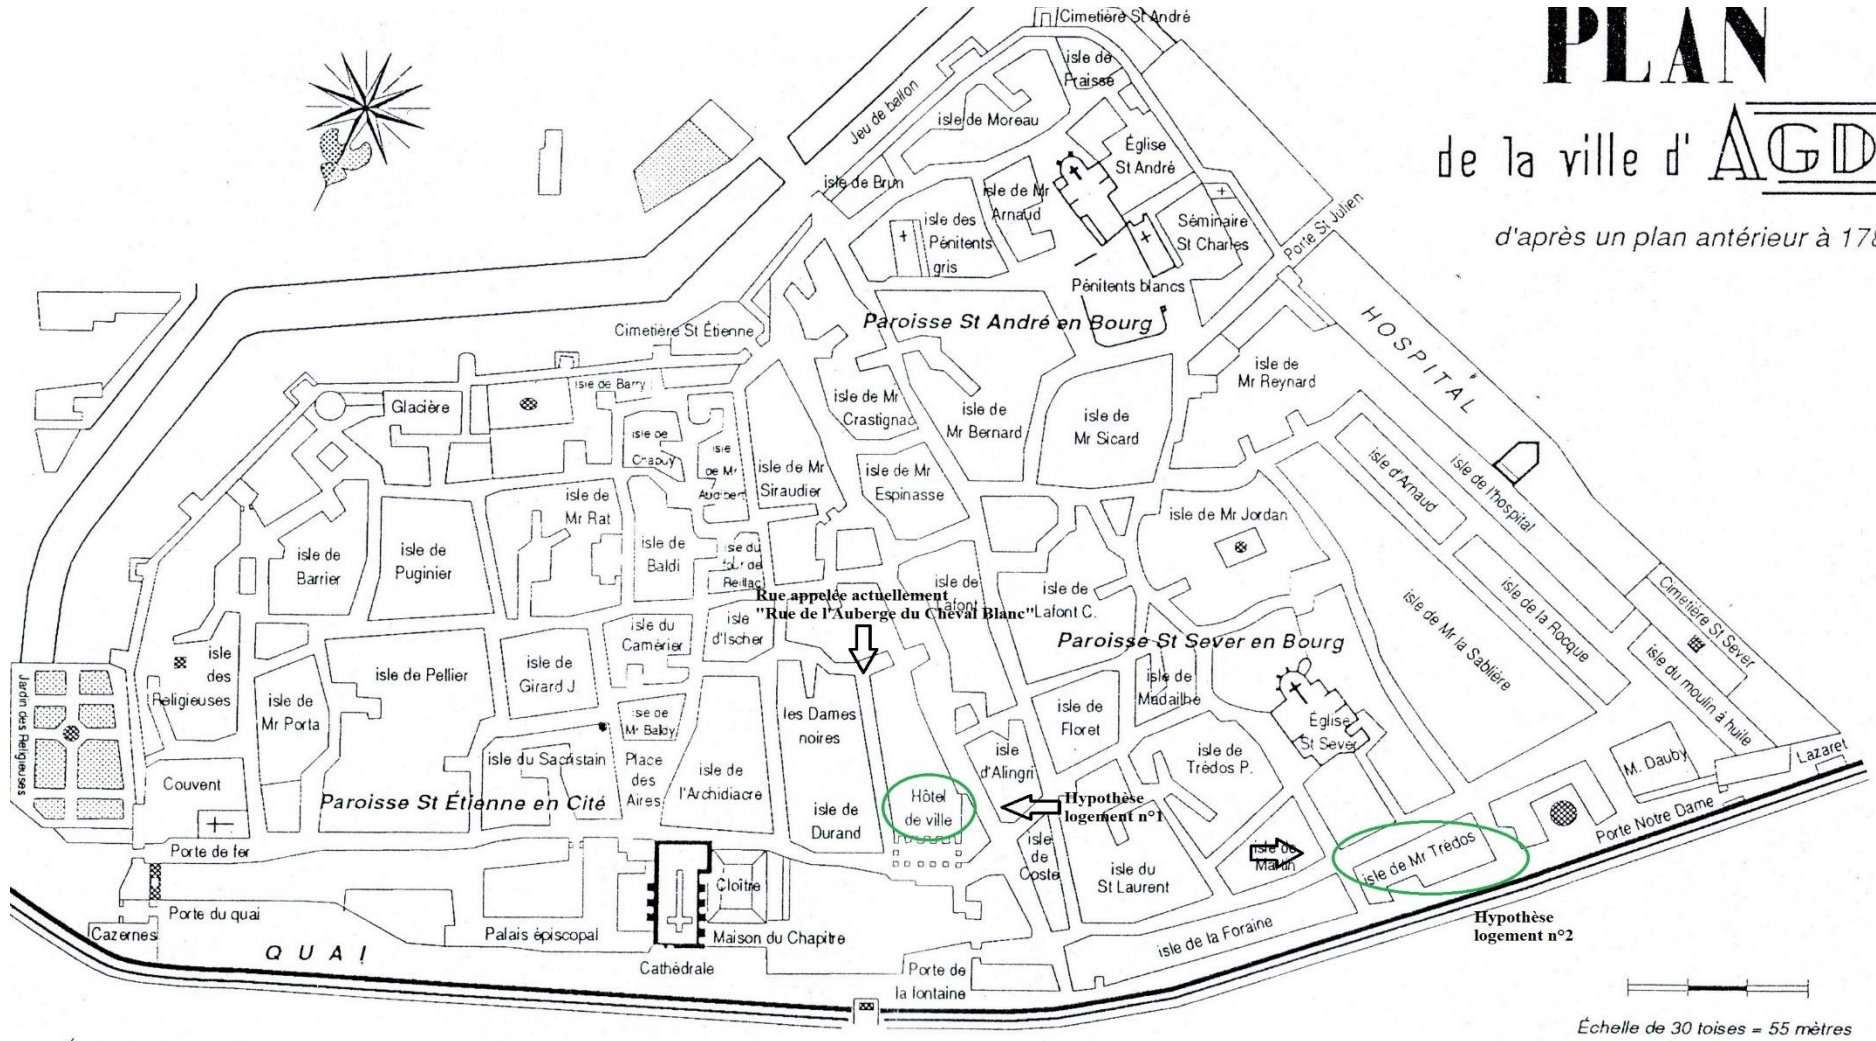 PLAN
de la ville d' AGD
d'après un plan antérieur à 178
Cimetière St André
isle de
Fraisse
Jeu de ballon
isle de Moreau
Église
St André
isle de Brun
isle de Mr
Arnaud
isle des
Pénitents
gris
Séminaire
St Charles
Porte St Julien
Pénitents blancs
Paroisse St André en Bourg
Cimetière St Étienne
HOSPITAL
isle de
Mr Reynard
isle de Barry
Glacière
isle de Mr
Crastignac
isle de
Mr Bernard
isle de
Mr Sicard
isle de
Chabuy
isle
de Mr
Audibert
isle de Mr
Siraudier
isle de Mr
Espinasse
isle d'Arnaud
isle de l'hospital
isle de
Mr Rat
isle de Mr Jordan
isle de
Barrier
isle de
Puginier
isle de
Baldi
isle du
four de
Reillac
isle de
Lafont
isle de
Lafont C.
isle de la Rocque
Cimetière St Sever
Rue appelée actuellement
"Rue de l'Auberge du Cheval Blanc"
isle du
Camérier
isle
d'Ischer
Paroisse St Sever en Bourg
isle de Mr la Sablière
isle du moulin à huile
isle
des
Religieuses
isle de Pellier
isle de
Girard J.
isle de
Madailhe
Jardin des Religieuses
isle de
Mr Porta
isle de
Mr Baldy
les Dames
noires
isle de
Floret
Église
St Sever
isle du Sacristain
Place
des
Aires
isle de
l'Archidiacre
isle
d'Alingri
isle de
Trédos P.
M. Dauby
Lazaret
Couvent
Paroisse St Étienne en Cité
isle de
Durand
Hôtel
de ville
Hypothèse
logement n°1
Porte Notre Dame
Porte de fer
isle
de
Coste
isle du
St Laurent
isle de
Martin
isle de Mr Trédos
Cloître
Porte du quai
Cazernes
QUAI
Palais épiscopal
Maison du Chapitre
isle de la Foraine
Hypothèse
logement n°2
Cathédrale
Porte de
la fontaine
Échelle de 30 toises = 55 mètres